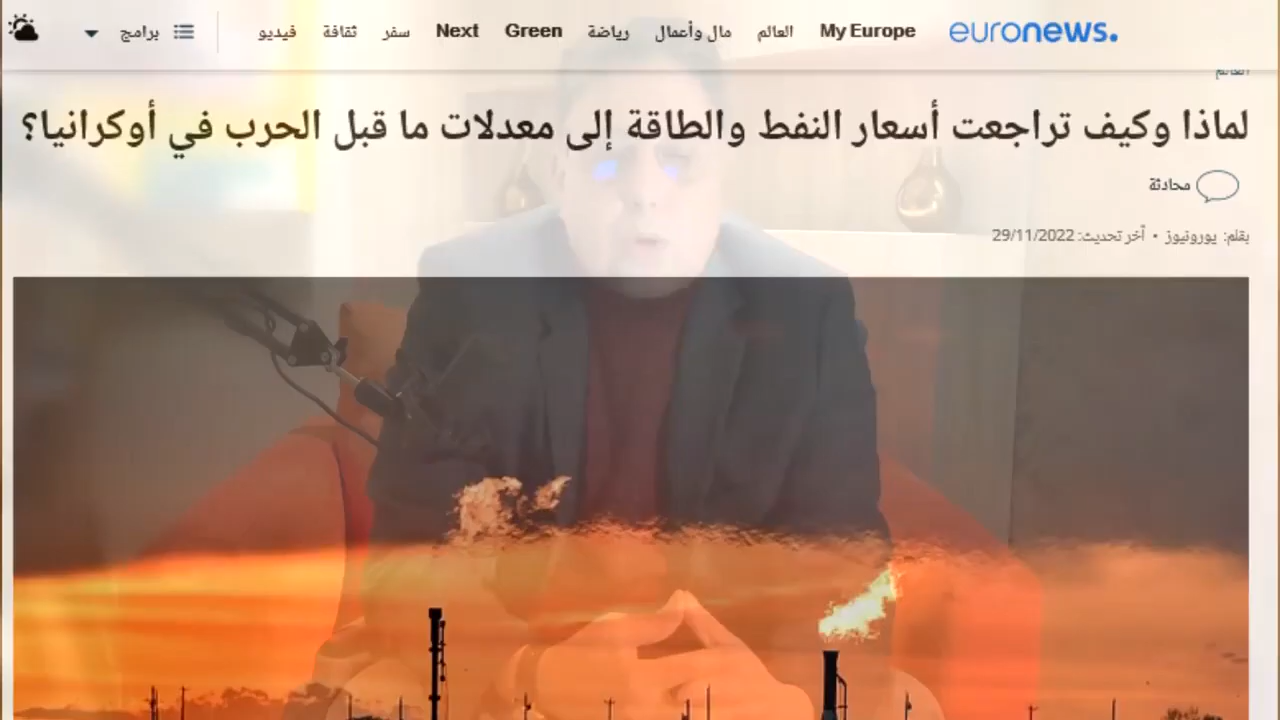 euronews.
My Europe العالم مال وأعمال رياضة Green Next سفر ثقافة فيديو برامج
العالم
لماذا وكيف تراجعت أسعار النفط والطاقة إلى معدلات ما قبل الحرب في أوكرانيا؟
محادثة
بقلم: يورونيوز • آخر تحديث: 29/11/2022